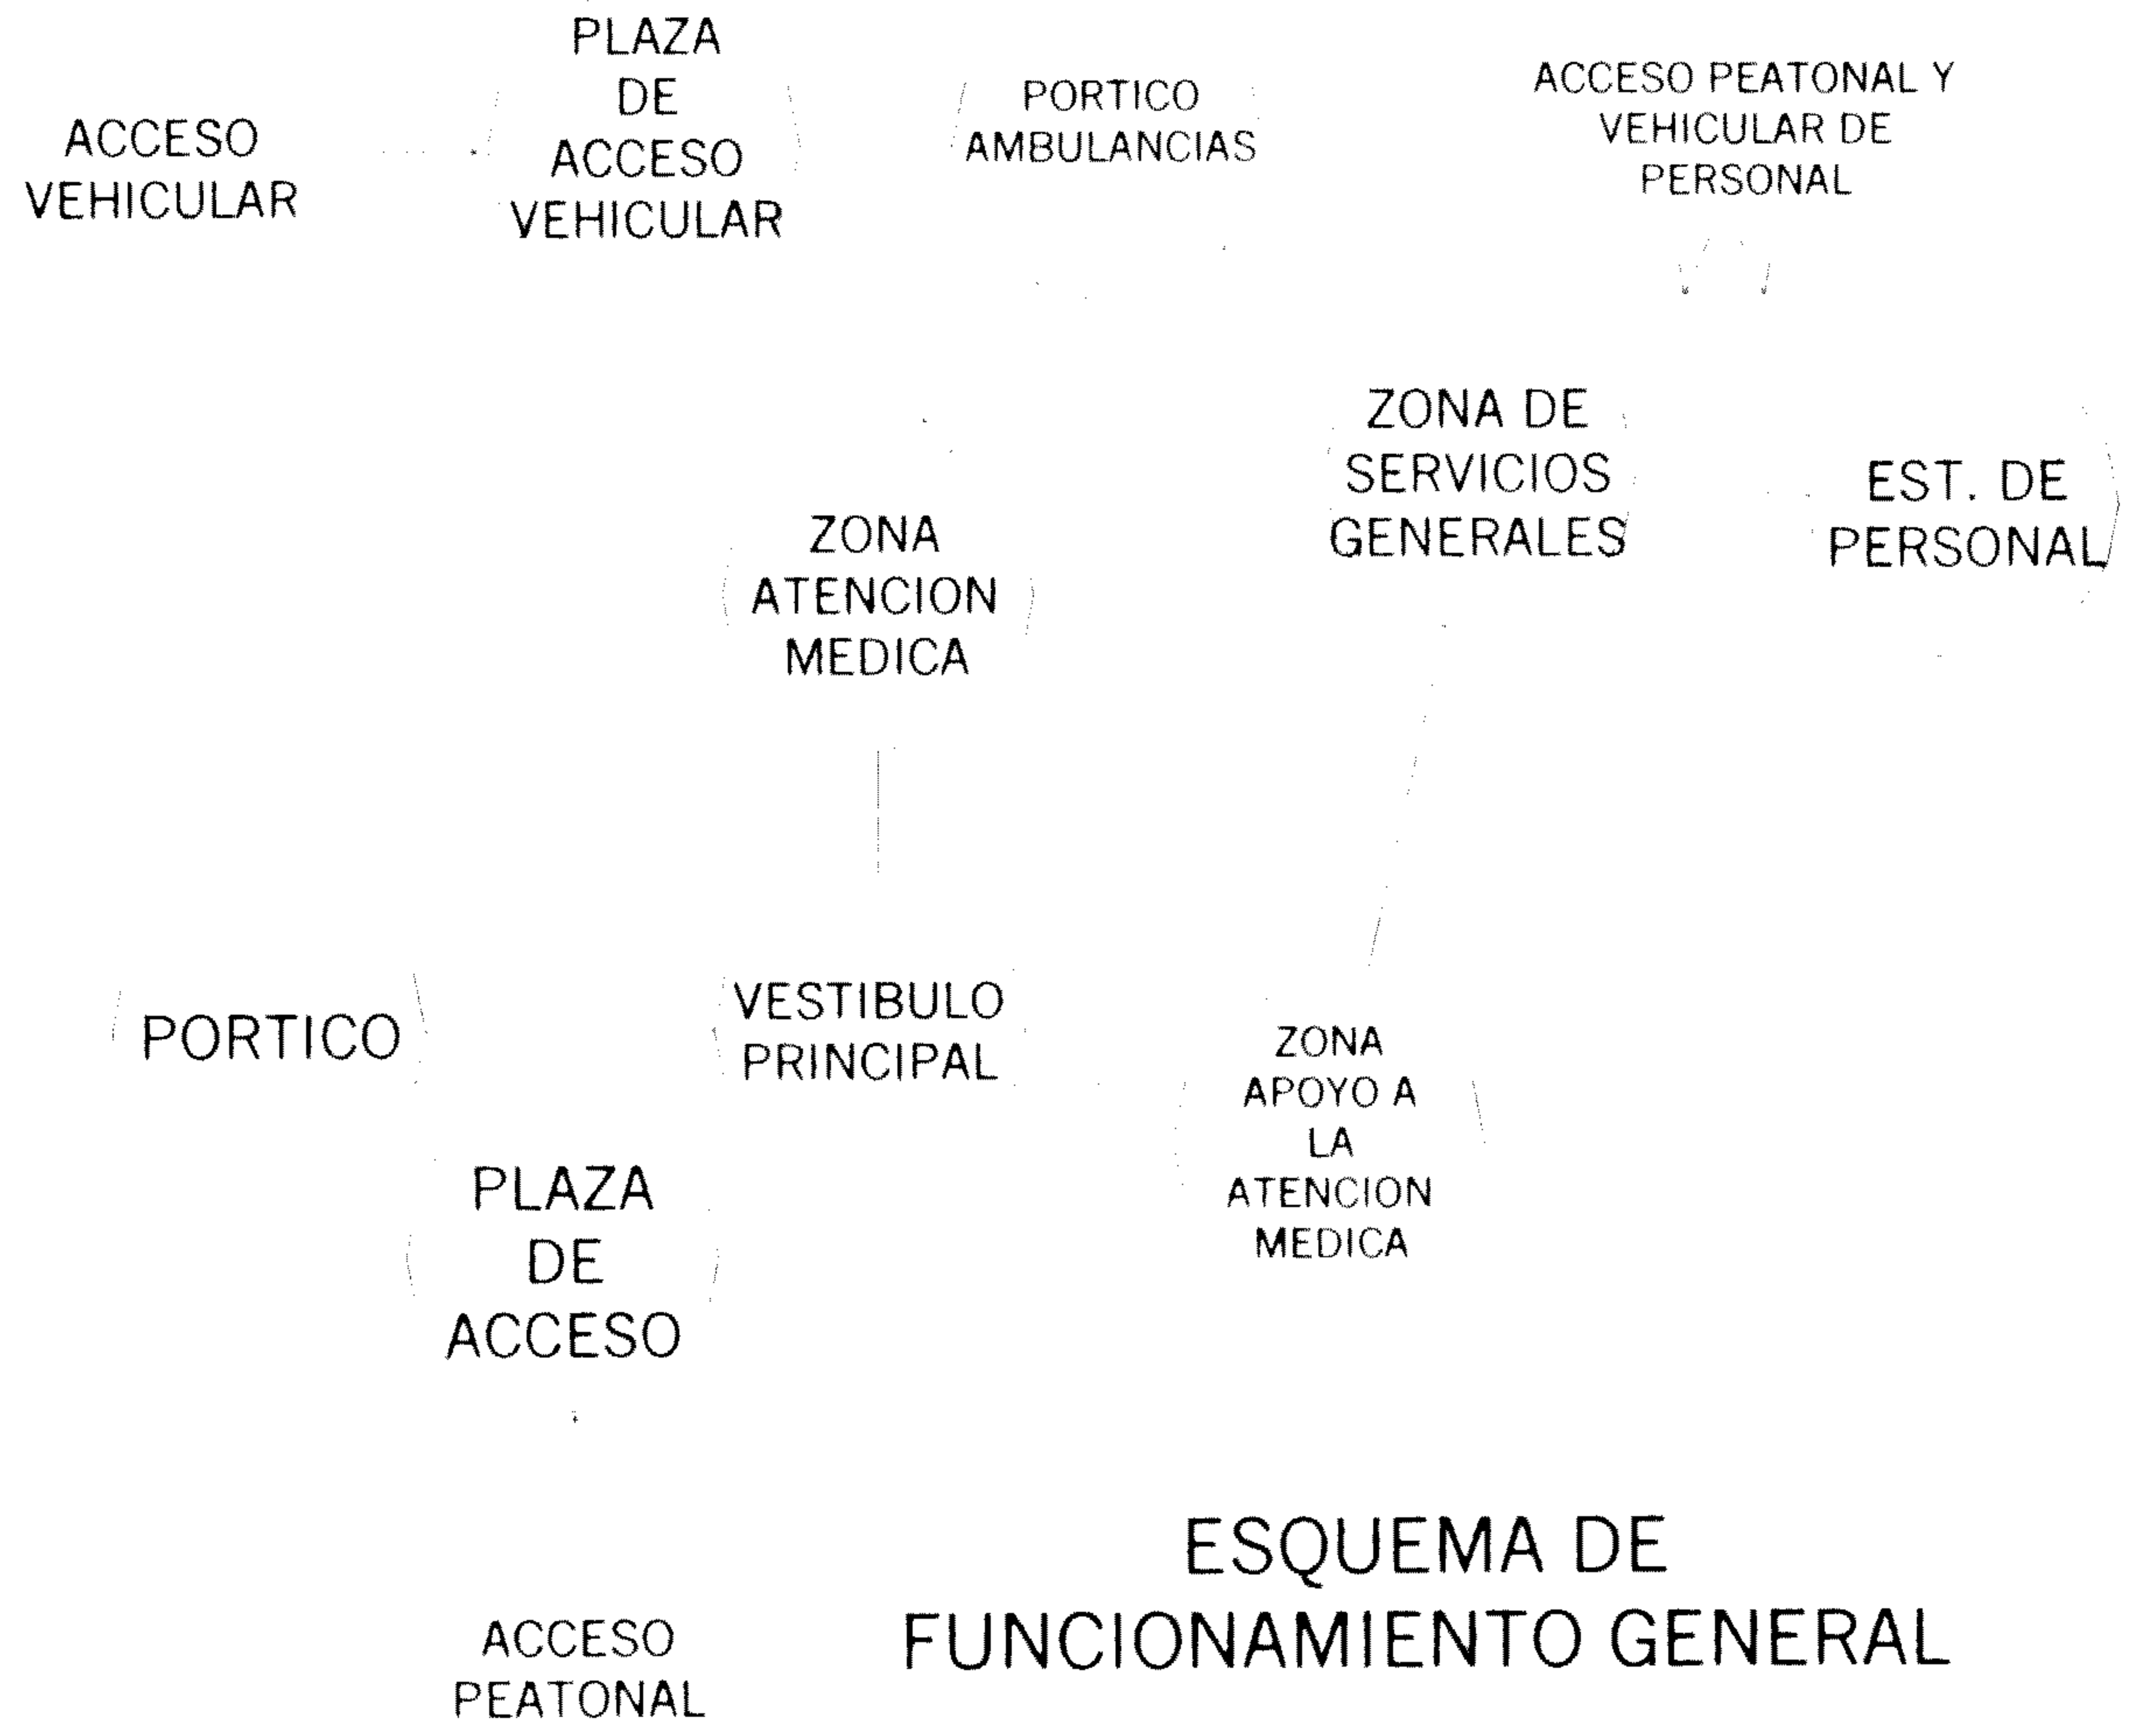 PLAZA
DE
ACCESO
VEHICULAR
ACCESO
VEHICULAR
PORTICO
AMBULANCIAS
ACCESO PEATONAL Y
VEHICULAR DE
PERSONAL
ZONA DE
SERVICIOS
GENERALES
EST. DE
PERSONAL
ZONA
ATENCION
MEDICA
PORTICO
VESTIBULO
PRINCIPAL
ZONA
APOYO A
LA
ATENCION
MEDICA
PLAZA
DE
ACCESO
ACCESO
PEATONAL
ESQUEMA DE
FUNCIONAMIENTO GENERAL